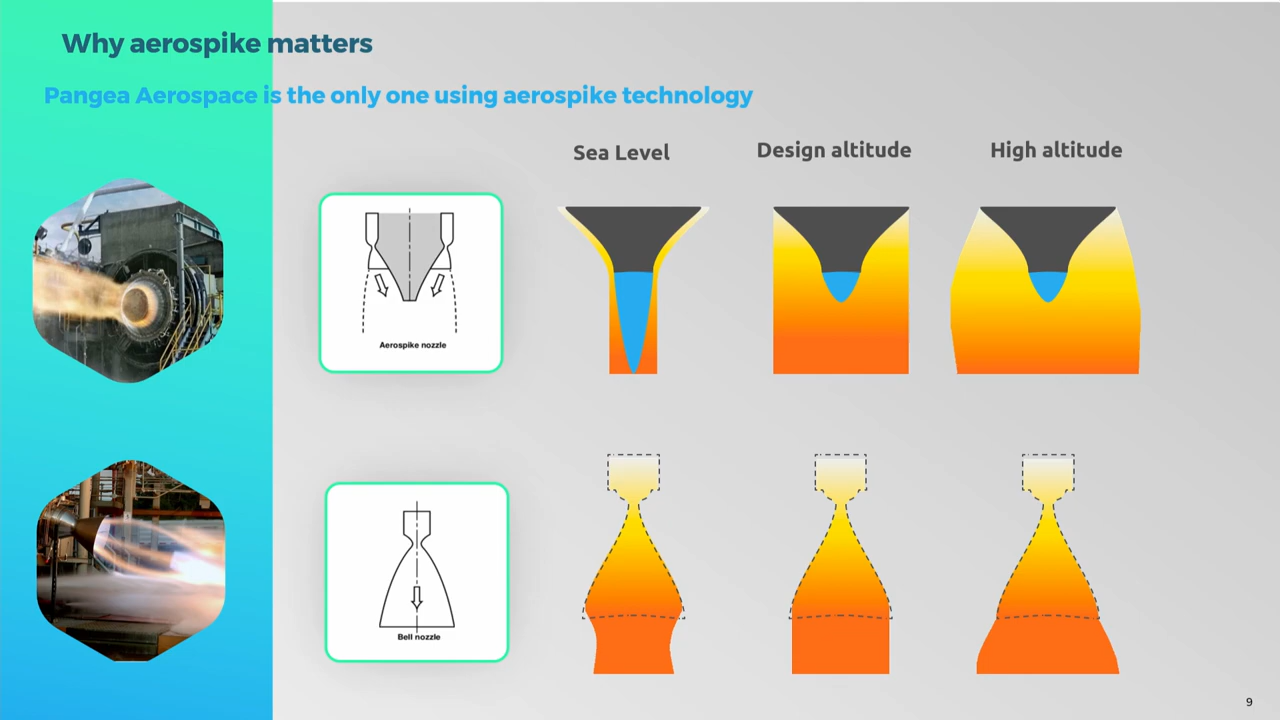 Why aerospike matters
Pangea Aerospace is the only one using aerospike technology
Sea Level
Design altitude
High altitude
Aerospike nozzle
Bell nozzle
9